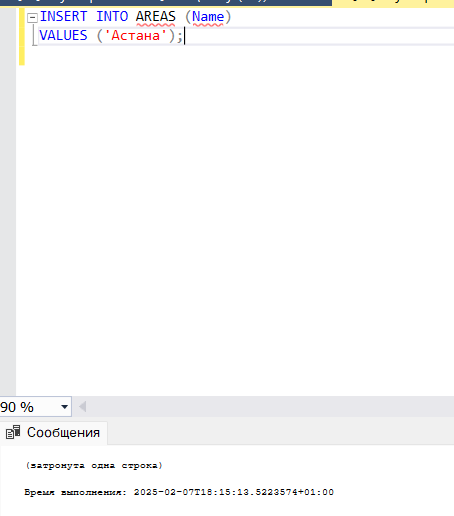 INSERT INTO AREAS (Name)
VALUES ('Астана');
90 %
Сообщения
(затронута одна строка)
Время выполнения: 2025-02-07T18:15:13.5223574+01:00